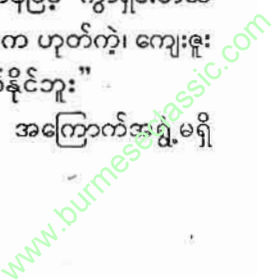 က ဟုတ်ကဲ့၊ ကျေးဇူး
နိုင်ဘူး”
အကြောက်အရွံ့ မရှိ
www.burmeseclassic.com